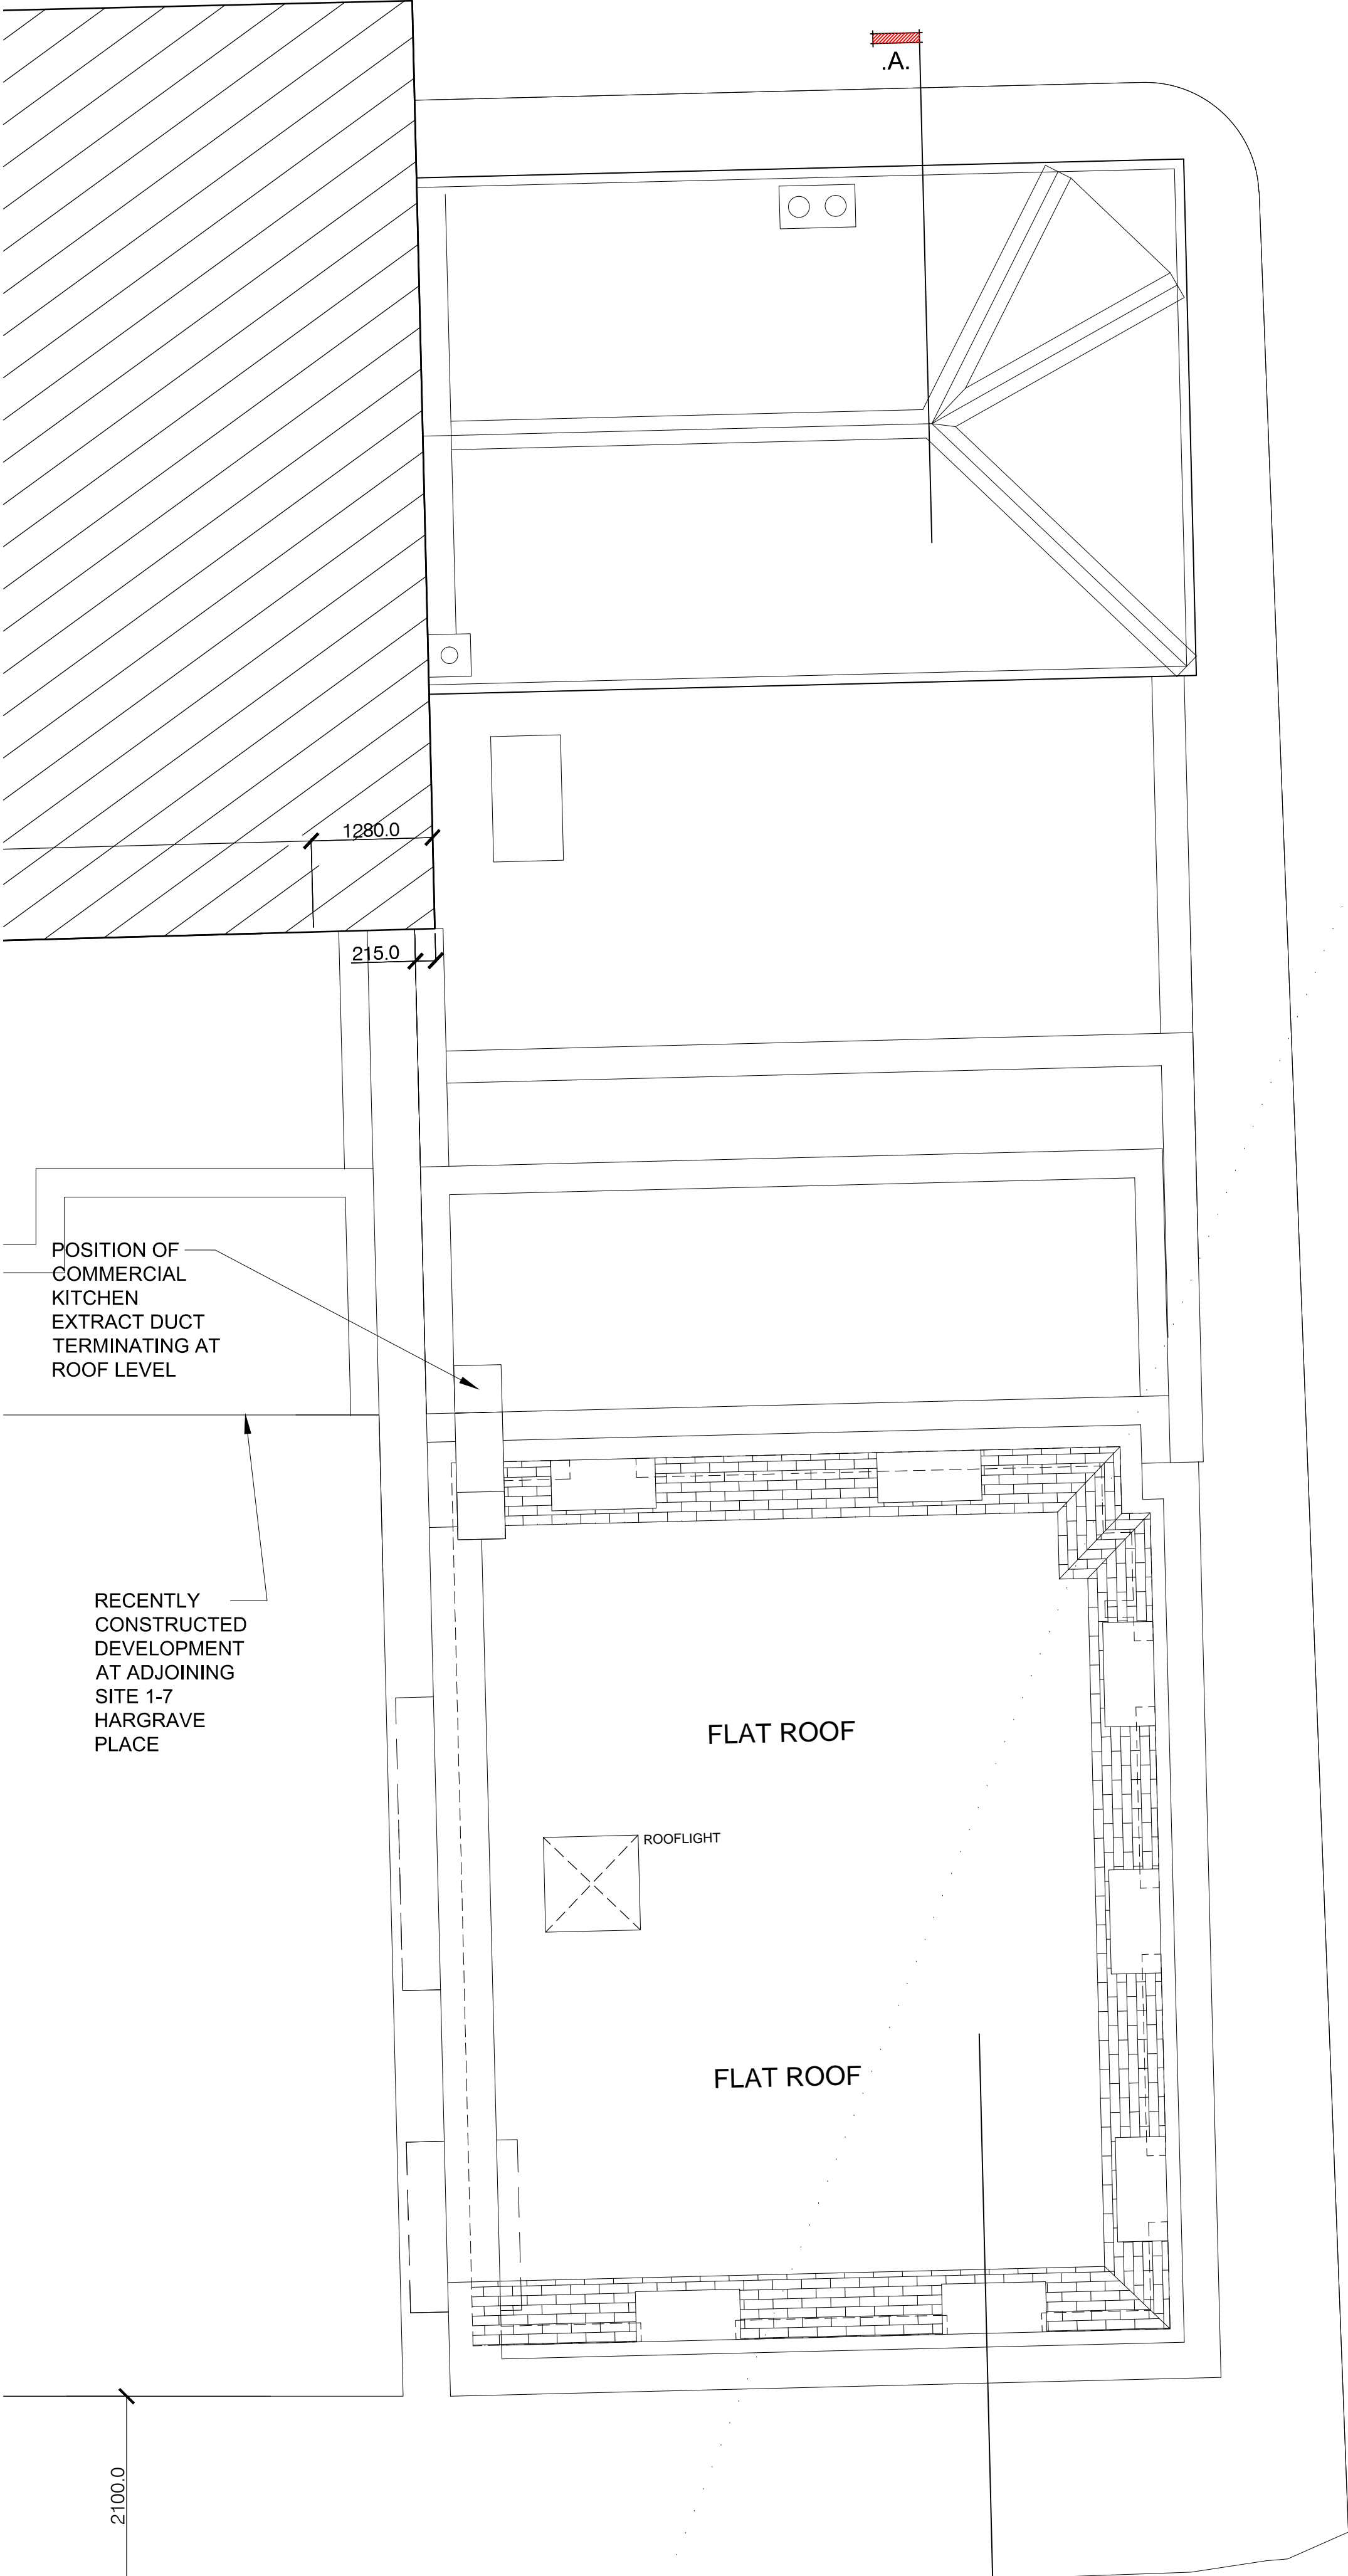 .A.
1280.0
215.0
POSITION OF
COMMERCIAL
KITCHEN
EXTRACT DUCT
TERMINATING AT
ROOF LEVEL
RECENTLY
CONSTRUCTED
DEVELOPMENT
AT ADJOINING
SITE 1-7
HARGRAVE
PLACE
FLAT ROOF
ROOFLIGHT
FLAT ROOF
2100.0